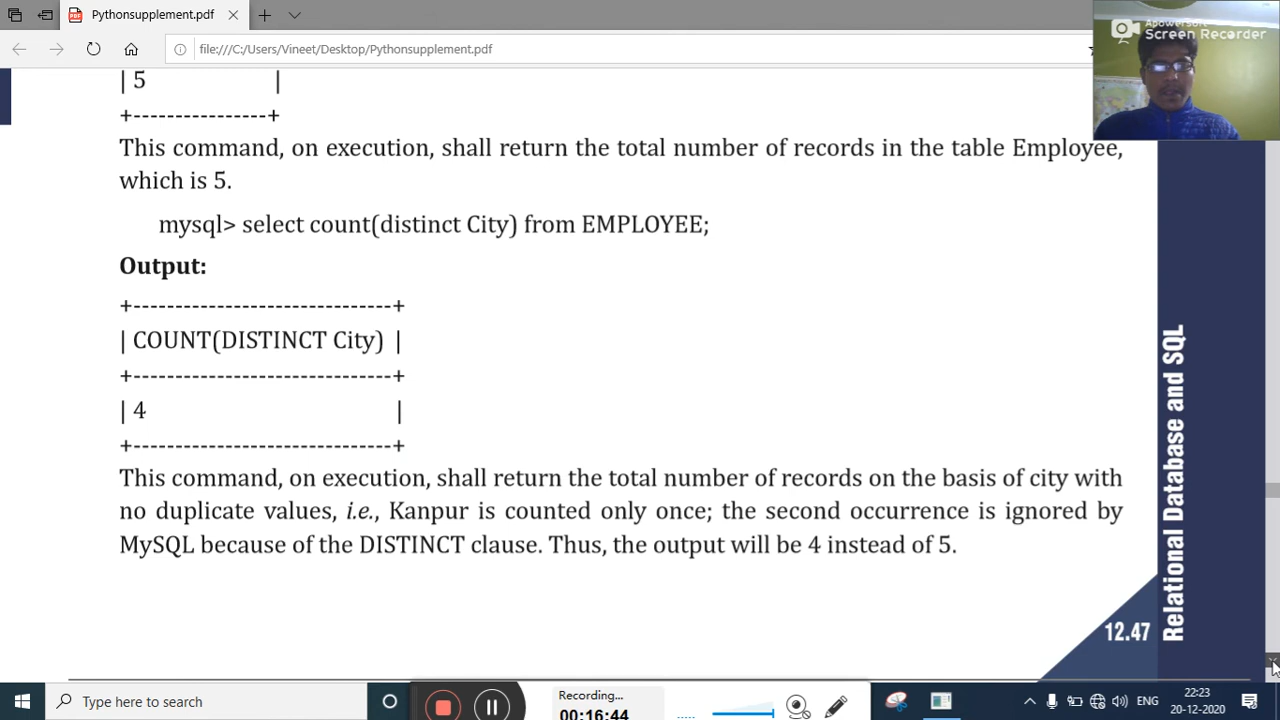 Pythonsupplement.pdf
file:///C:/Users/Vineet/Desktop/Pythonsupplement.pdf
Apowersoft
Screen Recorder
| 5 |
+----------------+
This command, on execution, shall return the total number of records in the table Employee,
which is 5.
mysql> select count(distinct City) from EMPLOYEE;
Output:
+------------------------------+
| COUNT(DISTINCT City) |
+------------------------------+
| 4 |
+------------------------------+
This command, on execution, shall return the total number of records on the basis of city with
no duplicate values, i.e., Kanpur is counted only once; the second occurrence is ignored by
MySQL because of the DISTINCT clause. Thus, the output will be 4 instead of 5.
Relational Database and SQL
12.47
Type here to search
Recording...
00:16:44
ENG
22:23
20-12-2020